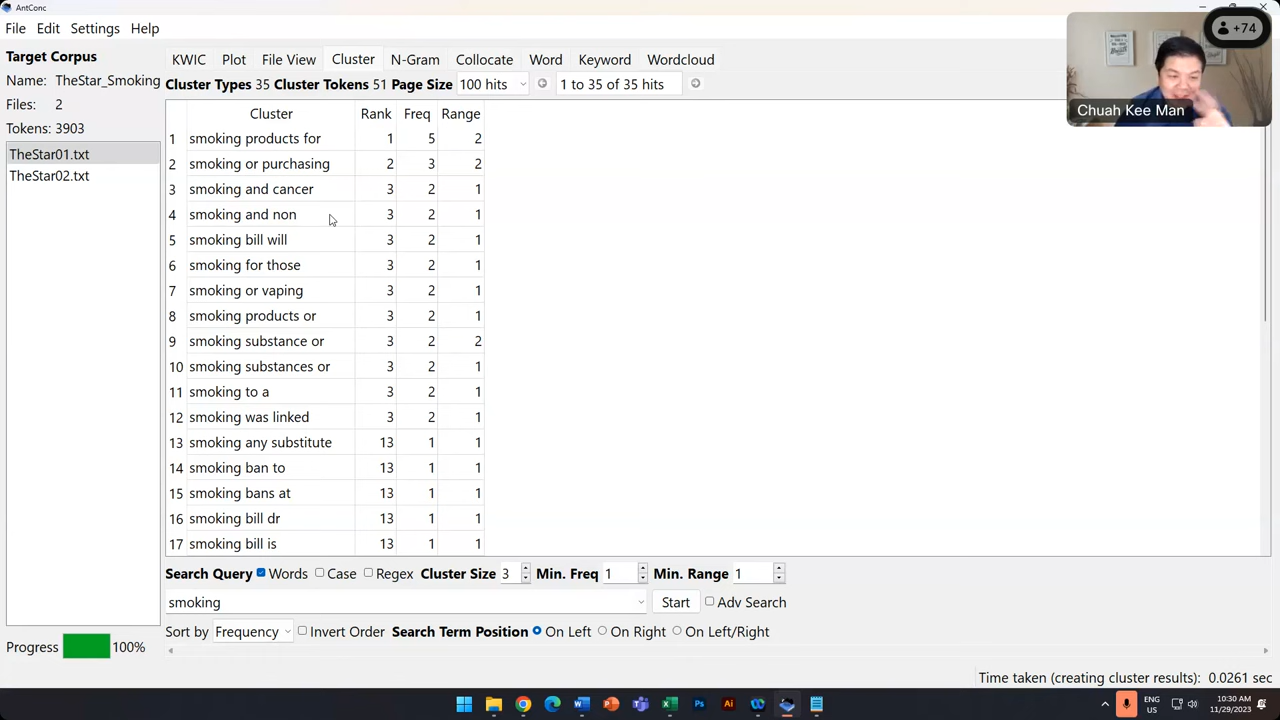 AntConc
File Edit Settings Help
+74
Chuah Kee Man
Target Corpus
Name: TheStar_Smoking
Files: 2
Tokens: 3903
TheStar01.txt
TheStar02.txt
KWIC Plot File View Cluster N-Gram Collocate Word Keyword Wordcloud
Cluster Types 35 Cluster Tokens 51 Page Size 100 hits 1 to 35 of 35 hits
Cluster Rank Freq Range
1 smoking products for 1 5 2
2 smoking or purchasing 2 3 2
3 smoking and cancer 3 2 1
4 smoking and non 3 2 1
5 smoking bill will 3 2 1
6 smoking for those 3 2 1
7 smoking or vaping 3 2 1
8 smoking products or 3 2 1
9 smoking substance or 3 2 2
10 smoking substances or 3 2 1
11 smoking to a 3 2 1
12 smoking was linked 3 2 1
13 smoking any substitute 13 1 1
14 smoking ban to 13 1 1
15 smoking bans at 13 1 1
16 smoking bill dr 13 1 1
17 smoking bill is 13 1 1
Search Query Words Case Regex Cluster Size 3 Min. Freq 1 Min. Range 1
smoking Start Adv Search
Sort by Frequency Invert Order Search Term Position On Left On Right On Left/Right
Progress 100%
Time taken (creating cluster results): 0.0261 sec
ENG
US
10:30 AM
11/29/2023